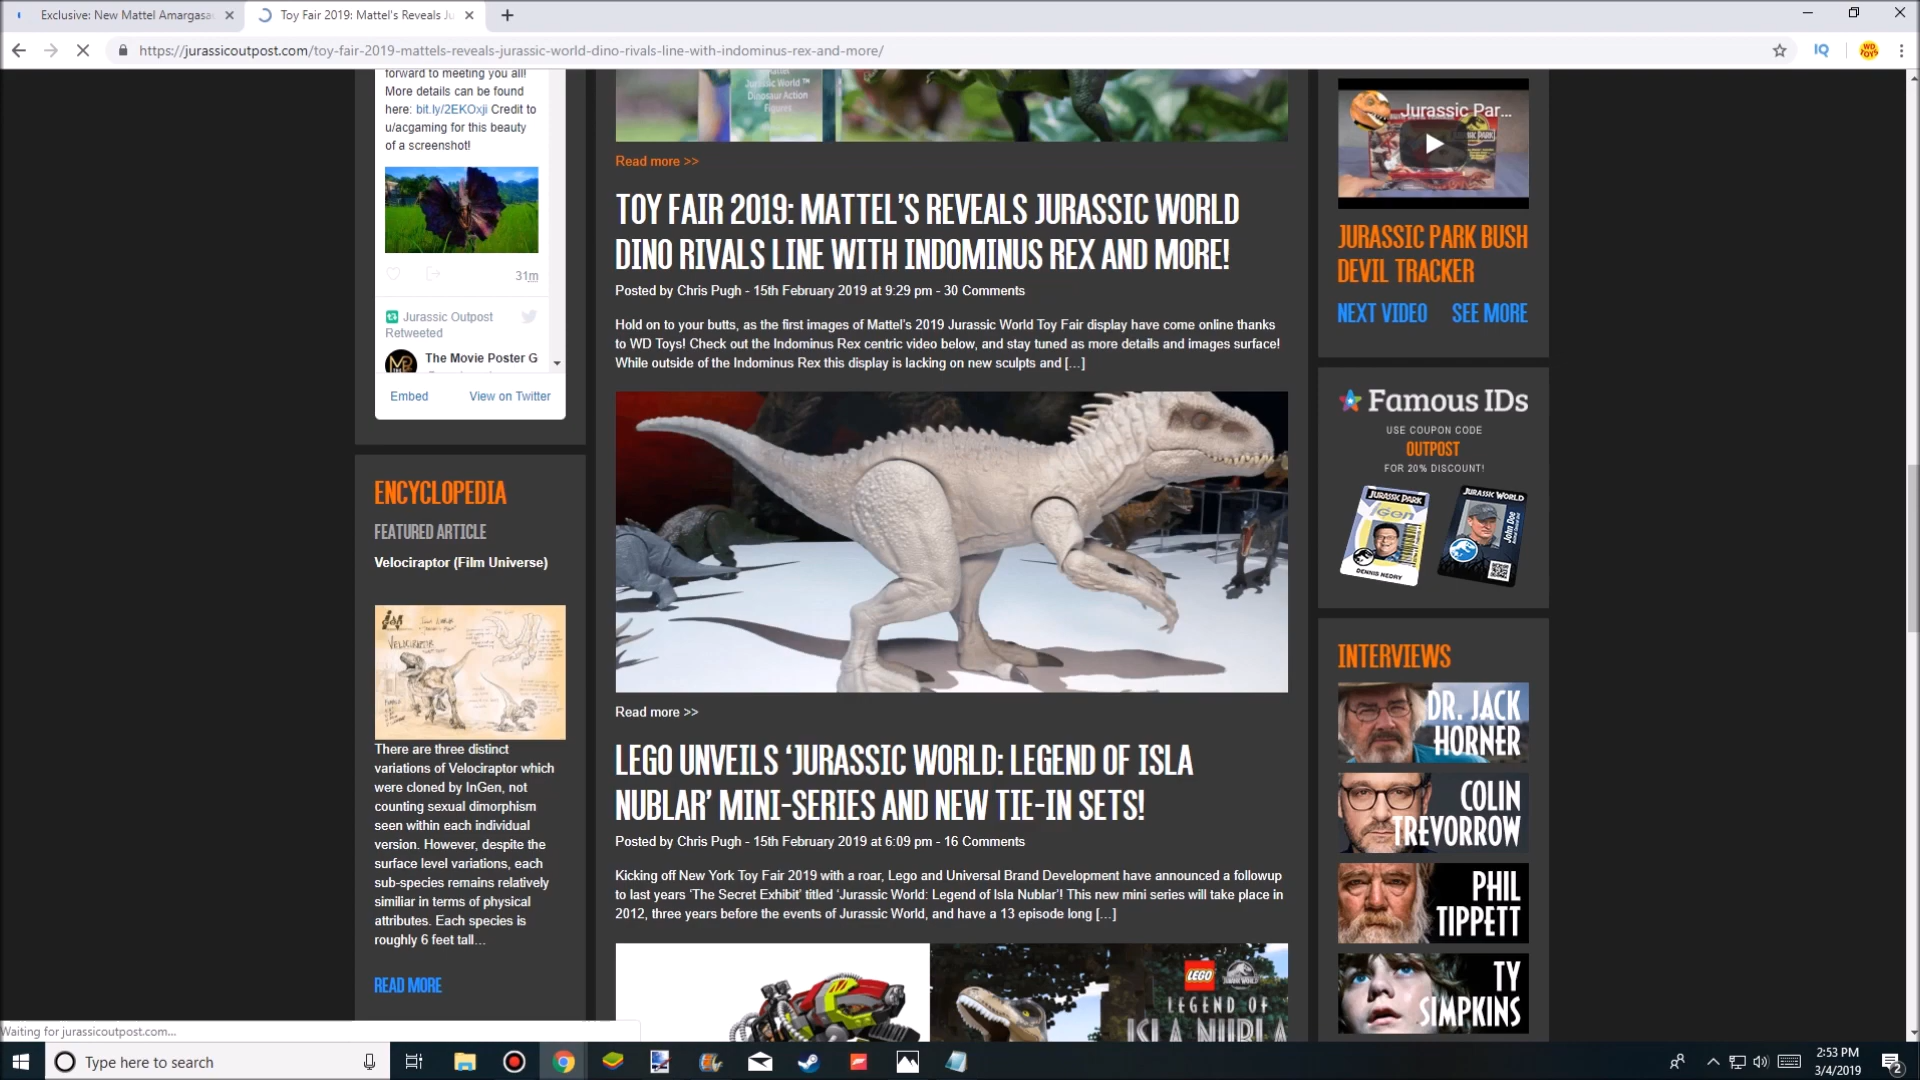 Exclusive: New Mattel Amargasa
Toy Fair 2019: Mattel's Reveals Ju
https://jurassicoutpost.com/toy-fair-2019-mattels-reveals-jurassic-world-dino-rivals-line-with-indominus-rex-and-more/
IQ
WD TOYS
forward to meeting you all!
More details can be found
here: bit.ly/2EKOxji Credit to
u/acgaming for this beauty
of a screenshot!
31m
Jurassic Outpost
Retweeted
The Movie Poster G
Embed
View on Twitter
ENCYCLOPEDIA
FEATURED ARTICLE
Velociraptor (Film Universe)
VELOCIRAPTOR
There are three distinct
variations of Velociraptor which
were cloned by InGen, not
counting sexual dimorphism
seen within each individual
version. However, despite the
surface level variations, each
sub-species remains relatively
similiar in terms of physical
attributes. Each species is
roughly 6 feet tall…
READ MORE
Jurassic World™
Dinosaur Action
Figures
Read more >>
TOY FAIR 2019: MATTEL'S REVEALS JURASSIC WORLD
DINO RIVALS LINE WITH INDOMINUS REX AND MORE!
Posted by Chris Pugh - 15th February 2019 at 9:29 pm - 30 Comments
Hold on to your butts, as the first images of Mattel's 2019 Jurassic World Toy Fair display have come online thanks
to WD Toys! Check out the Indominus Rex centric video below, and stay tuned as more details and images surface!
While outside of the Indominus Rex this display is lacking on new sculpts and […]
Read more >>
LEGO UNVEILS 'JURASSIC WORLD: LEGEND OF ISLA
NUBLAR' MINI-SERIES AND NEW TIE-IN SETS!
Posted by Chris Pugh - 15th February 2019 at 6:09 pm - 16 Comments
Kicking off New York Toy Fair 2019 with a roar, Lego and Universal Brand Development have announced a followup
to last years 'The Secret Exhibit' titled 'Jurassic World: Legend of Isla Nublar'! This new mini series will take place in
2012, three years before the events of Jurassic World, and have a 13 episode long […]
LEGO
LEGEND OF
ISLA NUBLA
Jurassic Par...
JURASSIC PARK BUSH
DEVIL TRACKER
NEXT VIDEO
SEE MORE
Famous IDs
USE COUPON CODE
OUTPOST
FOR 20% DISCOUNT!
JURASSIC PARK
InGen
DENNIS NEDRY
JURASSIC WORLD
John Doe
INTERVIEWS
DR. JACK
HORNER
COLIN
TREVORROW
PHIL
TIPPETT
TY
SIMPKINS
Waiting for jurassicoutpost.com...
Type here to search
2:53 PM
3/4/2019
2